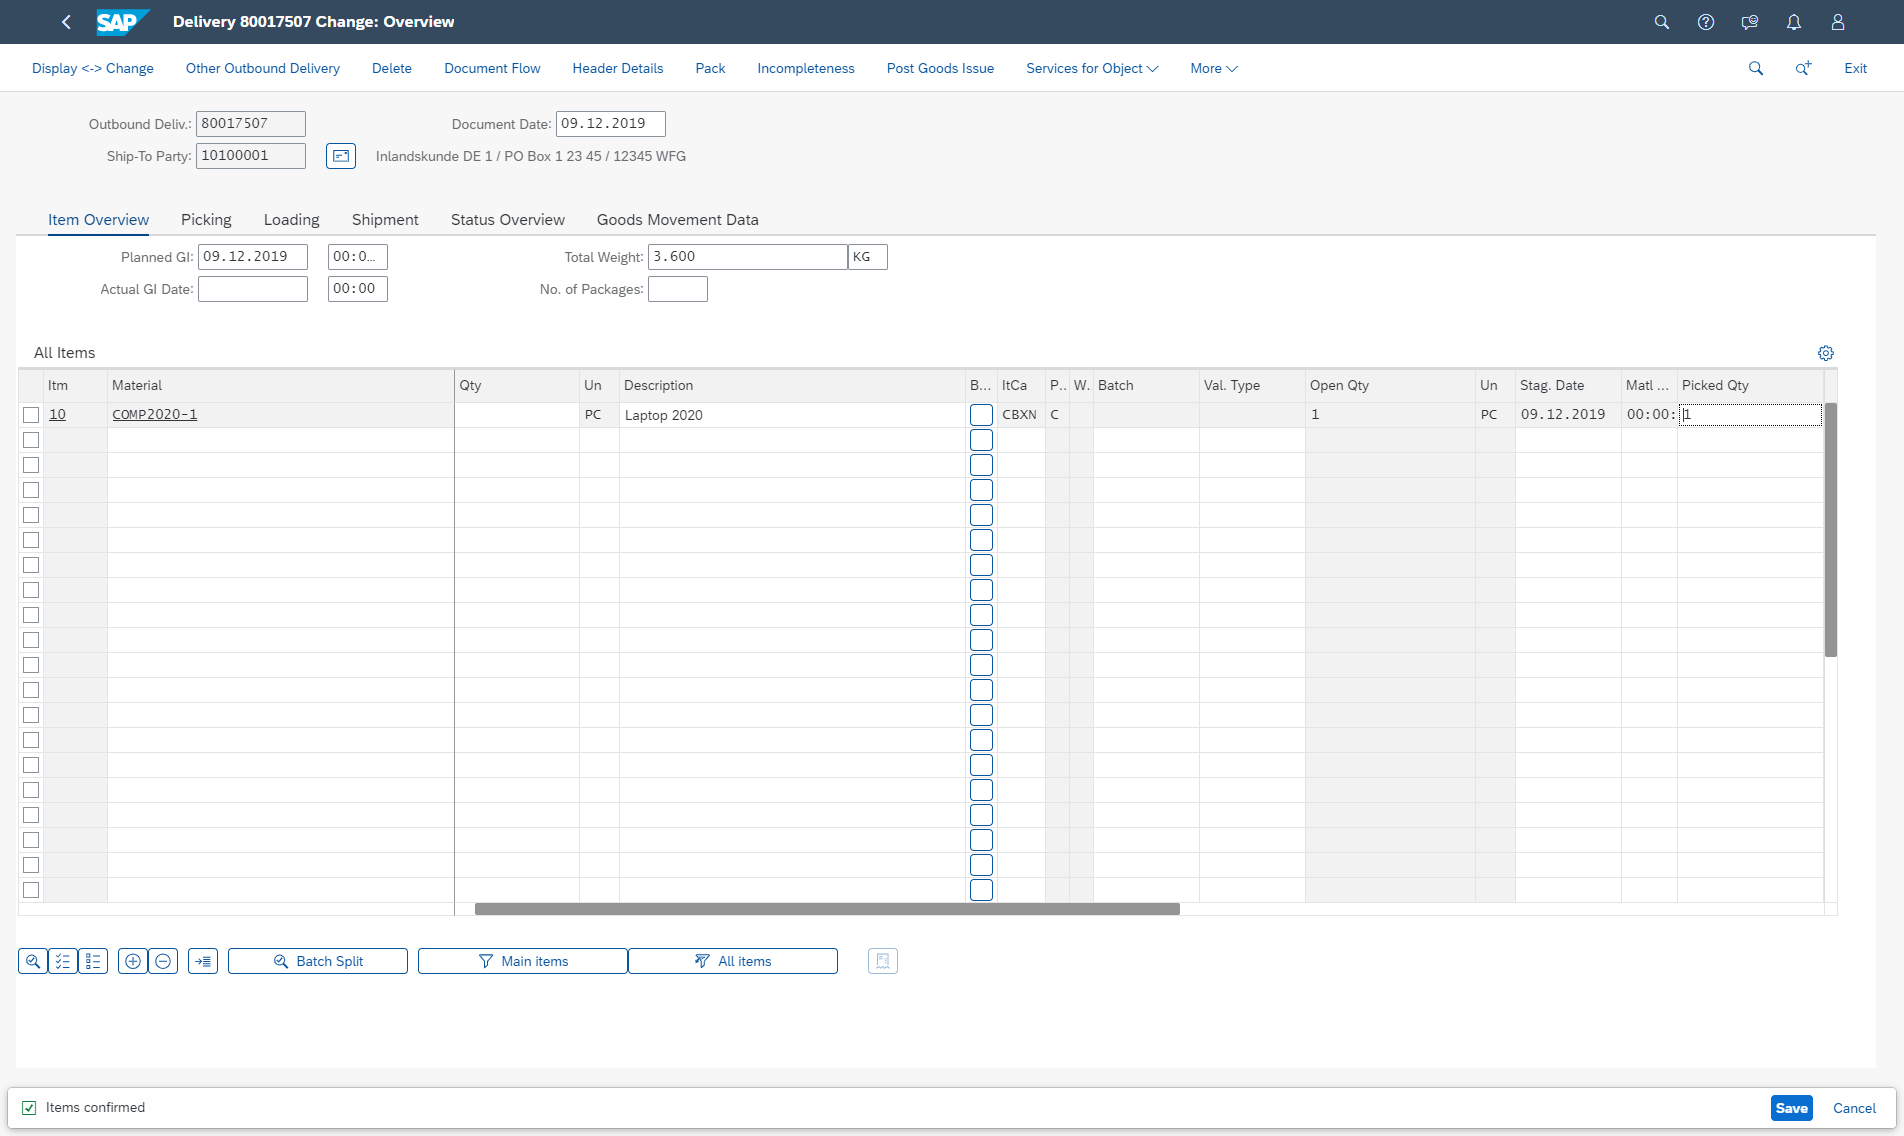 SAP Delivery 80017507 Change: Overview
Display <-> Change Other Outbound Delivery Delete Document Flow Header Details Pack Incompleteness Post Goods Issue Services for Object More Exit
Outbound Deliv.: 80017507 Document Date: 09.12.2019
Ship-To Party: 10100001 Inlandskunde DE 1 / PO Box 1 23 45 / 12345 WFG
Item Overview Picking Loading Shipment Status Overview Goods Movement Data
Planned GI: 09.12.2019 00:0... Total Weight: 3.600 KG
Actual GI Date: 00:00 No. of Packages:
All Items
Itm Material Qty Un Description B... ItCa P.. W. Batch Val. Type Open Qty Un Stag. Date Matl ... Picked Qty
10 COMP2020-1 PC Laptop 2020 CBXN C 1 PC 09.12.2019 00:00: 1
Batch Split Main items All items
Items confirmed Save Cancel